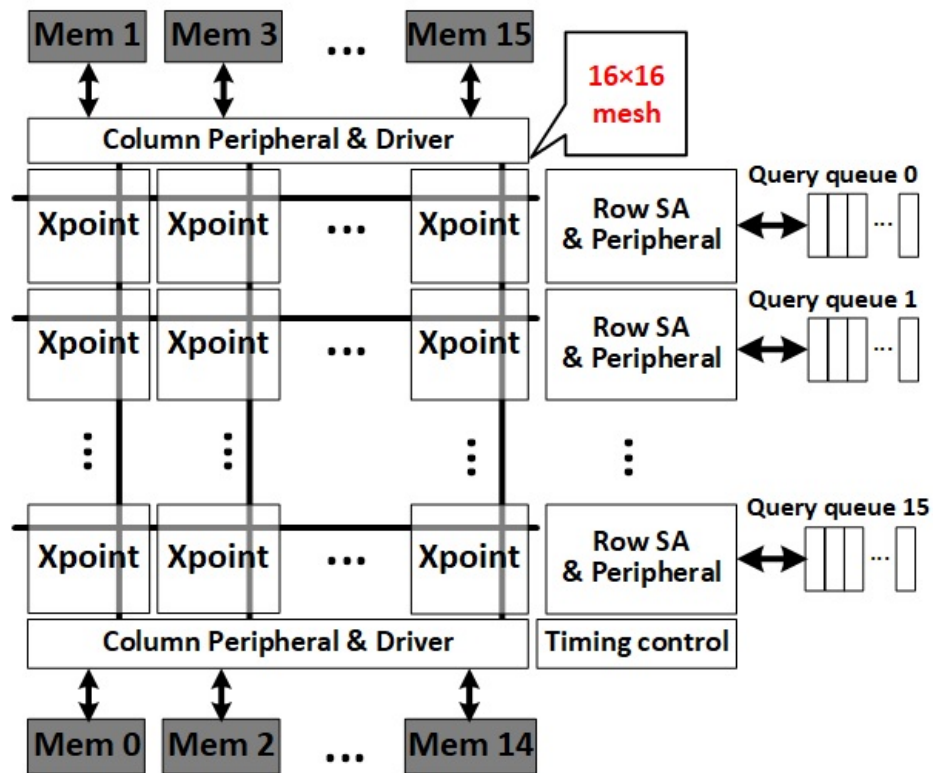 Mem 1
Mem 3
...
Mem 15
16×16
mesh
Column Peripheral & Driver
Query queue 0
Xpoint
Xpoint
...
Xpoint
Row SA
& Peripheral
...
Query queue 1
Xpoint
Xpoint
...
Xpoint
Row SA
& Peripheral
...
...
...
...
...
Query queue 15
Xpoint
Xpoint
...
Xpoint
Row SA
& Peripheral
...
Column Peripheral & Driver
Timing control
Mem 0
Mem 2
...
Mem 14